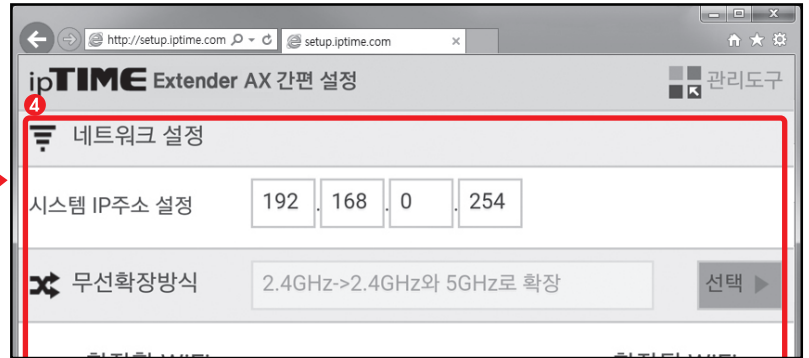 http://setup.iptime.com
setup.iptime.com
ipTIME Extender AX 간편 설정
관리도구
4
네트워크 설정
시스템 IP주소 설정
192 . 168 . 0 . 254
무선확장방식
2.4GHz->2.4GHz와 5GHz로 확장
선택